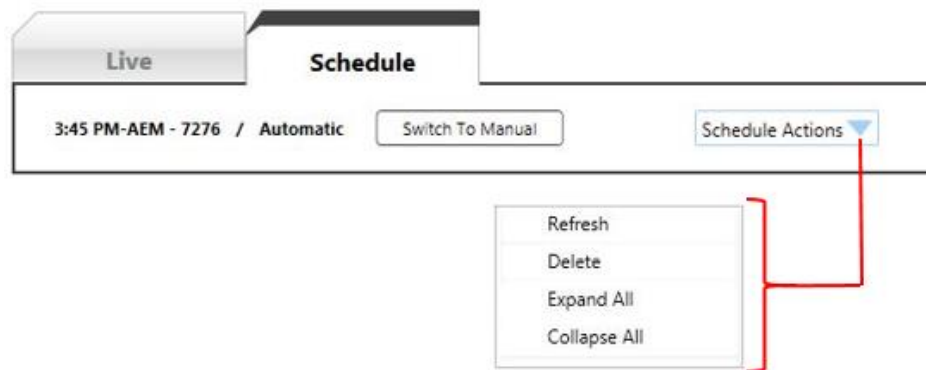 Live
Schedule
3:45 PM-AEM - 7276 / Automatic
Switch To Manual
Schedule Actions
Refresh
Delete
Expand All
Collapse All